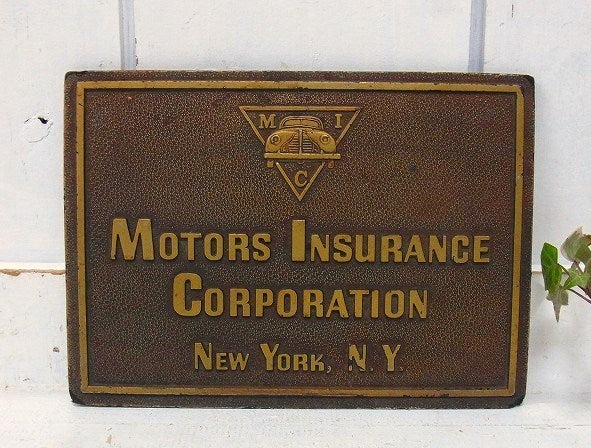 M I
C
MOTORS INSURANCE
CORPORATION
NEW YORK, N.Y.